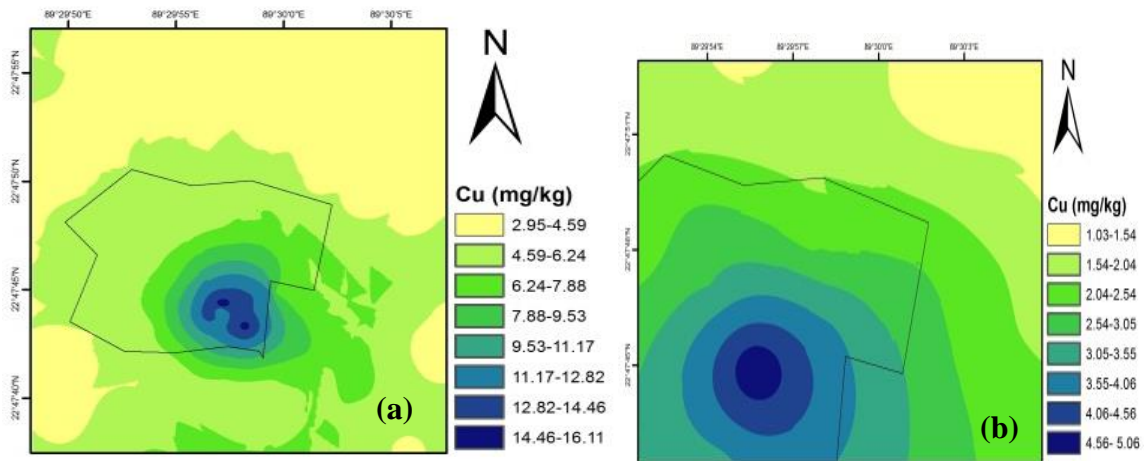 89°29'50"E 89°29'55"E 89°30'0"E 89°30'5"E
22°47'55"N
22°47'50"N
22°47'45"N
22°47'40"N
N
Cu (mg/kg)
2.95-4.59
4.59-6.24
6.24-7.88
7.88-9.53
9.53-11.17
11.17-12.82
12.82-14.46
14.46-16.11
(a)
89°29'54"E 89°29'57"E 89°30'0"E 89°30'3"E
22°47'51"N
N
Cu (mg/kg)
1.03-1.54
1.54-2.04
2.04-2.54
2.54-3.05
3.05-3.55
3.55-4.06
4.06-4.56
4.56- 5.06
(b)